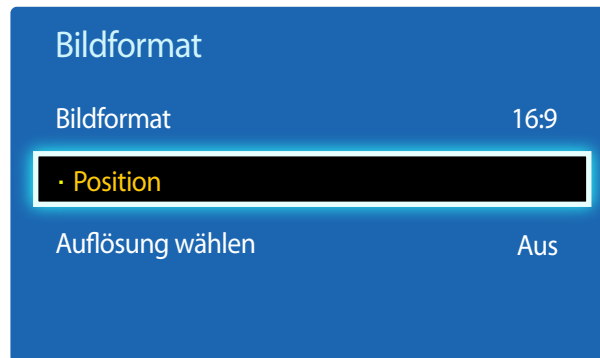 Bildformat
Bildformat 16:9
· Position
Auflösung wählen Aus